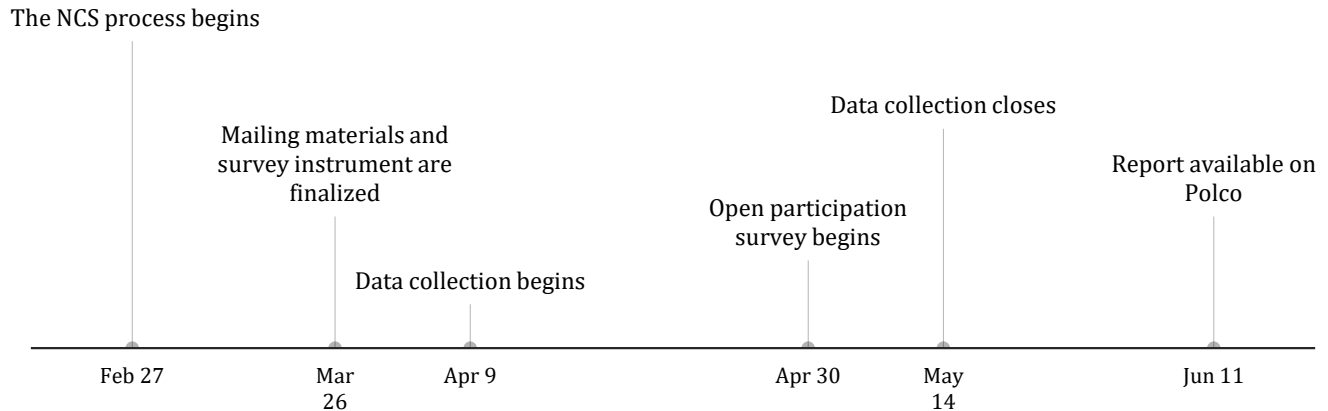 The NCS process begins
Data collection closes
Mailing materials and
survey instrument are
finalized
Report available on
Polco
Open participation
survey begins
Data collection begins
Feb 27
Mar
26
Apr 9
Apr 30
May
14
Jun 11